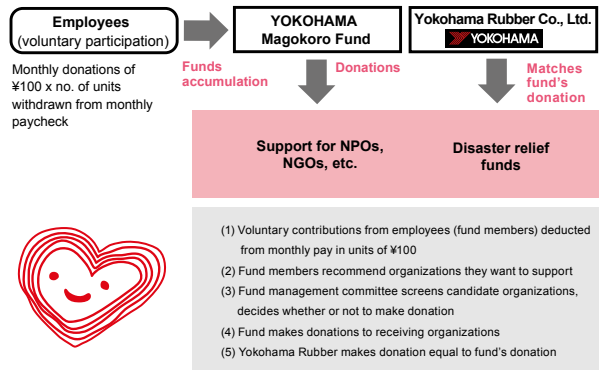 Employees
(voluntary participation)
YOKOHAMA
Magokoro Fund
Yokohama Rubber Co., Ltd.
YOKOHAMA
Monthly donations of
¥100 x no. of units
withdrawn from monthly
paycheck
Funds
accumulation
Donations
Matches
fund's
donation
Support for NPOs,
NGOs, etc.
Disaster relief
funds
(1) Voluntary contributions from employees (fund members) deducted
from monthly pay in units of ¥100
(2) Fund members recommend organizations they want to support
(3) Fund management committee screens candidate organizations,
decides whether or not to make donation
(4) Fund makes donations to receiving organizations
(5) Yokohama Rubber makes donation equal to fund's donation